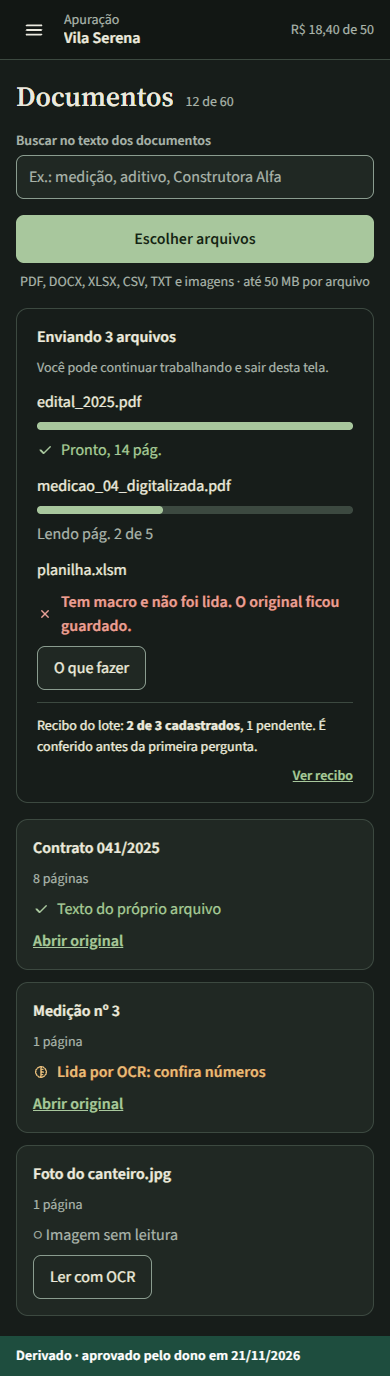 Apuração
Vila Serena
R$ 18,40 de 50
Documentos 12 de 60
Buscar no texto dos documentos
Ex.: medição, aditivo, Construtora Alfa
Escolher arquivos
PDF, DOCX, XLSX, CSV, TXT e imagens · até 50 MB por arquivo
Enviando 3 arquivos
Você pode continuar trabalhando e sair desta tela.
edital_2025.pdf
Pronto, 14 pág.
medicao_04_digitalizada.pdf
Lendo pág. 2 de 5
planilha.xlsm
Tem macro e não foi lida. O original ficou
guardado.
O que fazer
Recibo do lote: 2 de 3 cadastrados, 1 pendente. É
conferido antes da primeira pergunta.
Ver recibo
Contrato 041/2025
8 páginas
Texto do próprio arquivo
Abrir original
Medição nº 3
1 página
Lida por OCR: confira números
Abrir original
Foto do canteiro.jpg
1 página
Imagem sem leitura
Ler com OCR
Derivado · aprovado pelo dono em 21/11/2026